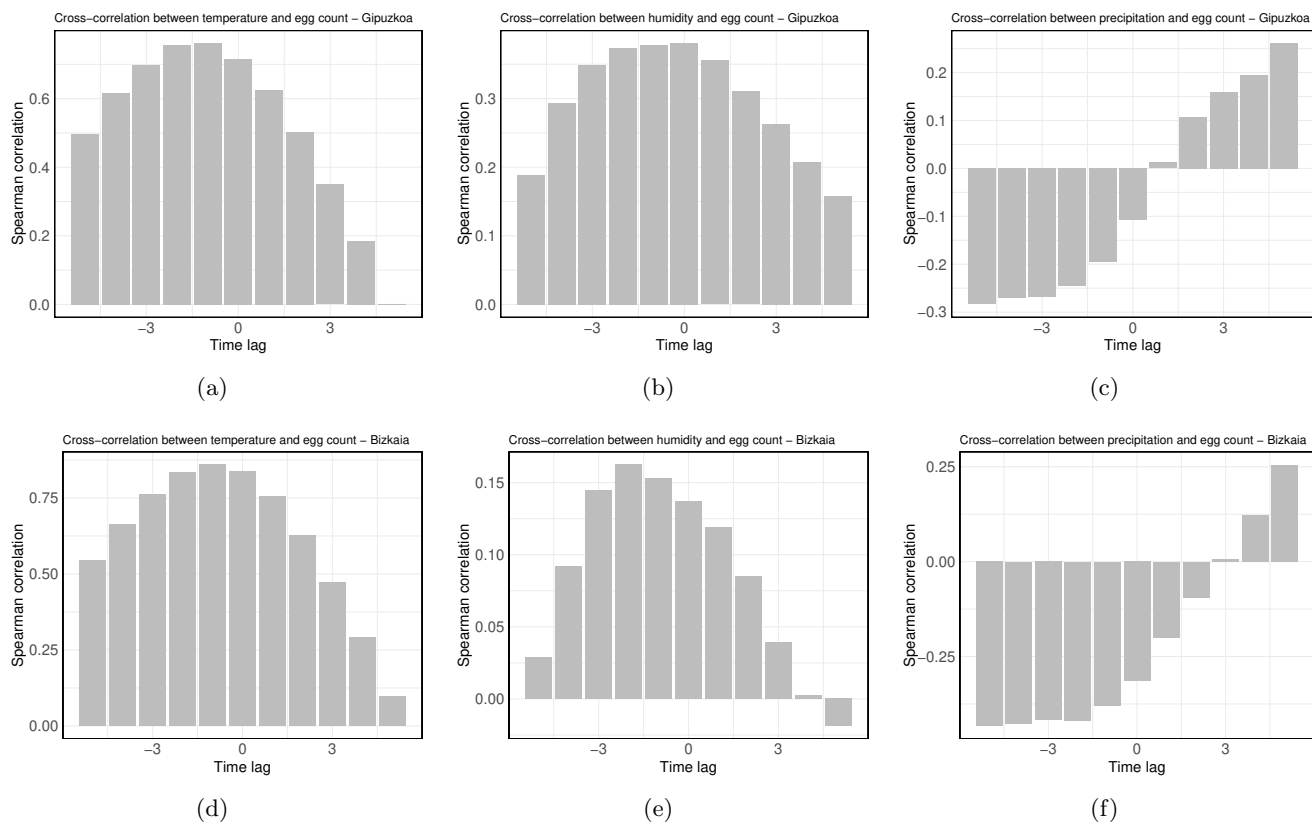 Cross−correlation between temperature and egg count − Gipuzkoa
Spearman correlation
0.6
0.4
0.2
0.0
−3 0 3
Time lag
(a)
Cross−correlation between humidity and egg count − Gipuzkoa
Spearman correlation
0.3
0.2
0.1
0.0
−3 0 3
Time lag
(b)
Cross−correlation between precipitation and egg count − Gipuzkoa
Spearman correlation
0.2
0.1
0.0
−0.1
−0.2
−0.3
−3 0 3
Time lag
(c)
Cross−correlation between temperature and egg count − Bizkaia
Spearman correlation
0.75
0.50
0.25
0.00
−3 0 3
Time lag
(d)
Cross−correlation between humidity and egg count − Bizkaia
Spearman correlation
0.15
0.10
0.05
0.00
−3 0 3
Time lag
(e)
Cross−correlation between precipitation and egg count − Bizkaia
Spearman correlation
0.25
0.00
−0.25
−3 0 3
Time lag
(f)